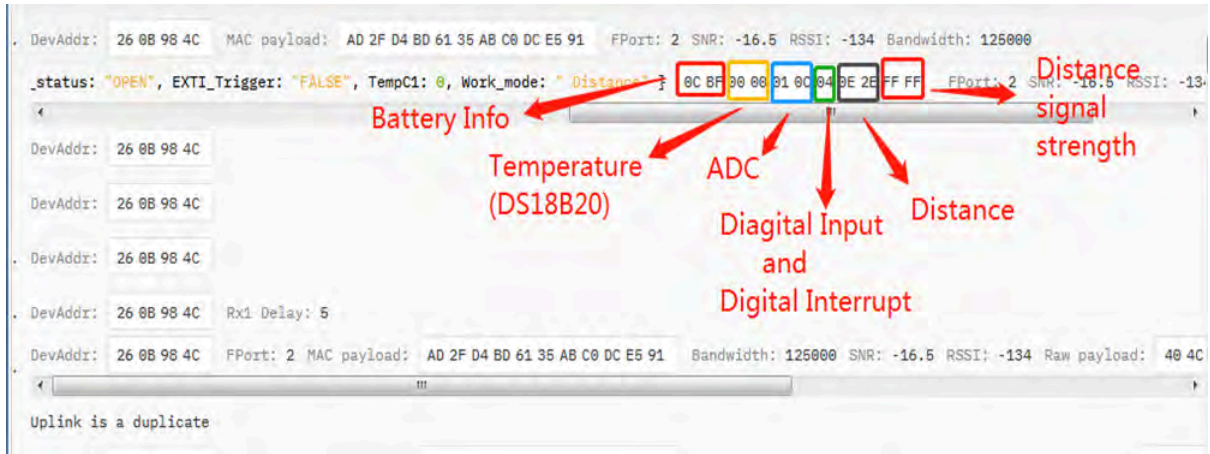 . DevAddr: 26 0B 98 4C MAC payload: AD 2F D4 BD 61 35 AB C0 DC E5 91 FPort: 2 SNR: -16.5 RSSI: -134 Bandwidth: 125000
_status: "OPEN", EXTI_Trigger: "FALSE", TempC1: 0, Work_mode: " Distance" } 0C BF 00 00 01 0C 04 0E 2E FF FF FPort: 2 SNR: -16.5 RSSI: -13
Distance
signal
strength
Battery Info
Temperature
(DS18B20)
ADC
Diagital Input
and
Digital Interrupt
Distance
DevAddr: 26 0B 98 4C
DevAddr: 26 0B 98 4C
. DevAddr: 26 0B 98 4C
. DevAddr: 26 0B 98 4C Rx1 Delay: 5
. DevAddr: 26 0B 98 4C FPort: 2 MAC payload: AD 2F D4 BD 61 35 AB C0 DC E5 91 Bandwidth: 125000 SNR: -16.5 RSSI: -134 Raw payload: 40 4C
Uplink is a duplicate